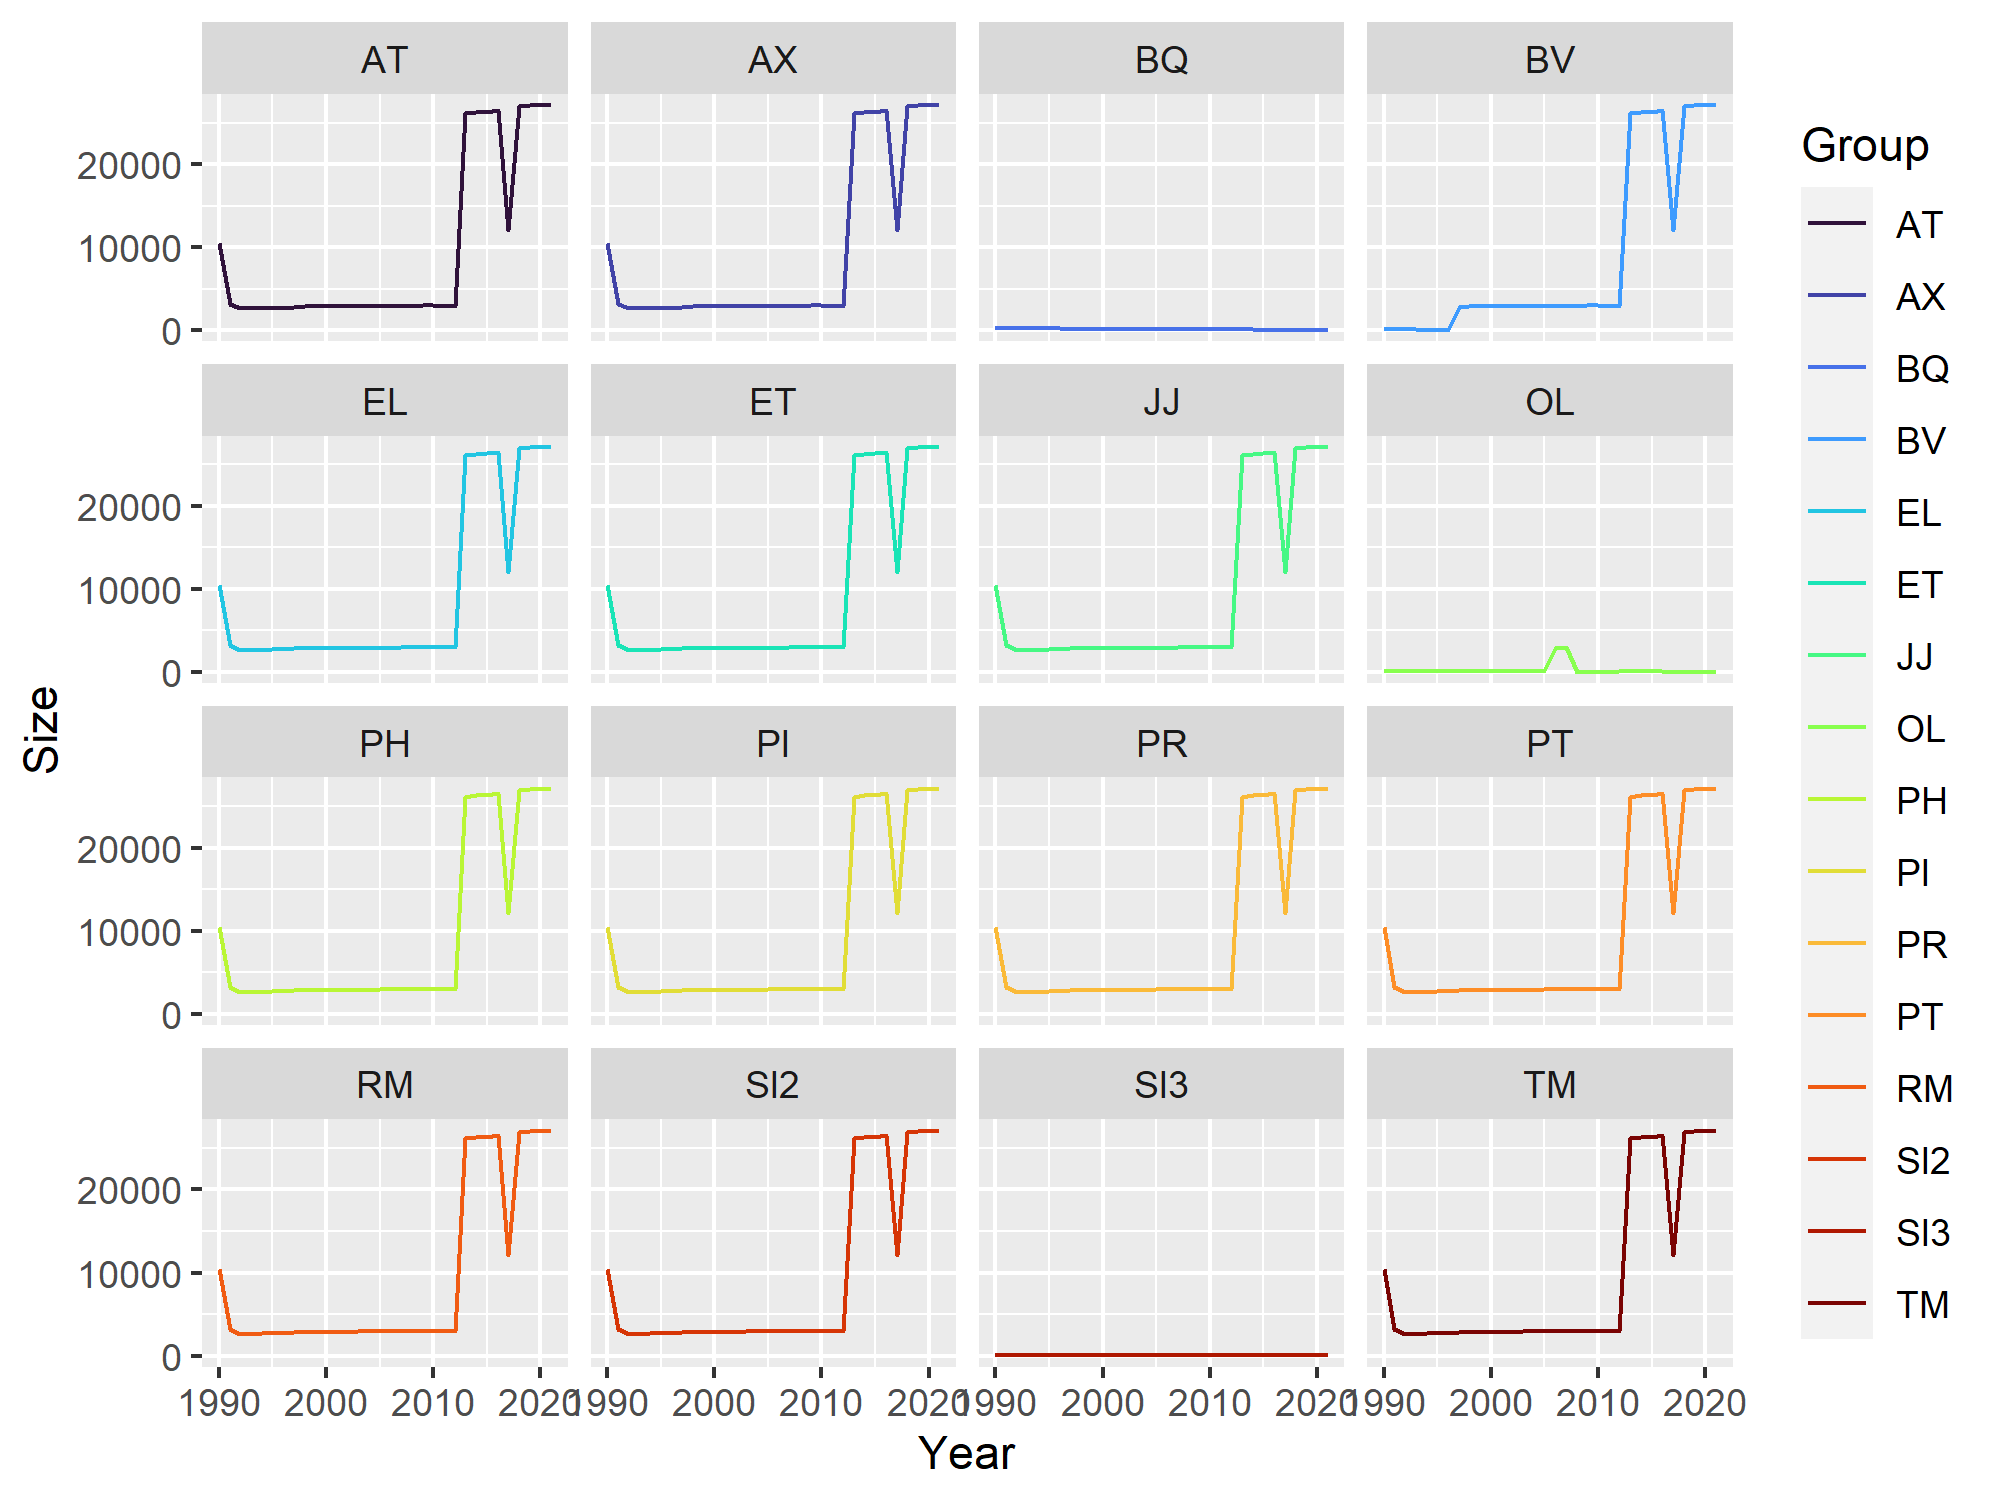 AT AX BQ BV
20000
10000
0
EL ET JJ OL
20000
10000
0
PH PI PR PT
20000
10000
0
RM SI2 SI3 TM
20000
10000
0
1990 2000 2010 2020 1990 2000 2010 2020 1990 2000 2010 2020 1990 2000 2010 2020
Year
Size
Group
AT
AX
BQ
BV
EL
ET
JJ
OL
PH
PI
PR
PT
RM
SI2
SI3
TM